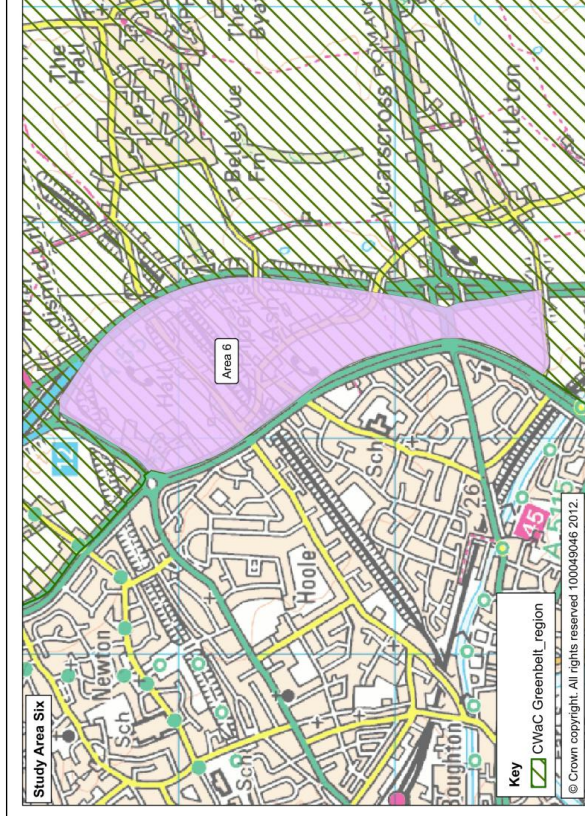 Study Area Six
The
Hall
Belle Vue
Fm
Vicarscross
ROMAN
Littleton
Area 6
12
Newton
Sch
Sch
Hoole
Sch
26
45
A 5115
Boughton
Key
CWaC Greenbelt_region
© Crown copyright. All rights reserved 100049046 2012.